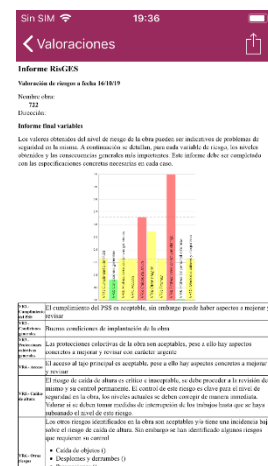 Sin SIM 19:36
Valoraciones
Informe RisGES
Valoración de riesgos a fecha 16/10/19
Nombre obra:
722
Dirección:
Informe final variables
Los valores obtenidos del nivel de riesgo de la obra pueden ser indicativos de problemas de
seguridad en la misma. A continuación se detallan, para cada variable de riesgo, los niveles
obtenidos y las consecuencias generales más importantes. Este informe debe ser completado
con las especificaciones concretas necesarias en cada caso.
El cumplimiento del PSS es aceptable, sin embargo puede haber aspectos a mejorar y
revisar
Buenas condiciones de implantación de la obra
Las protecciones colectivas de la obra son aceptables, pese a ello hay aspectos
concretos a mejorar y revisar con carácter urgente
El acceso al tajo principal es aceptable, pese a ello hay aspectos concretos a mejorar
y revisar
El riesgo de caída de altura es crítico e inaceptable, se debe proceder a la revisión del
mismo y su control permanente. El control de este riesgo es clave para el nivel de
seguridad en la obra, los niveles actuales se deben corregir de manera inmediata.
Valorar si se deben tomar medidas de interrupción de los trabajos hasta que se haya
subsanado el nivel de este riesgo
Los otros riesgos identificados en la obra son aceptables y/o tiene una incidencia baja
sobre el riesgo de caída de altura. Sin embargo se han identificado algunos riesgos
que requieren su control
• Caída de objetos ()
• Desplomes y derrumbes ()